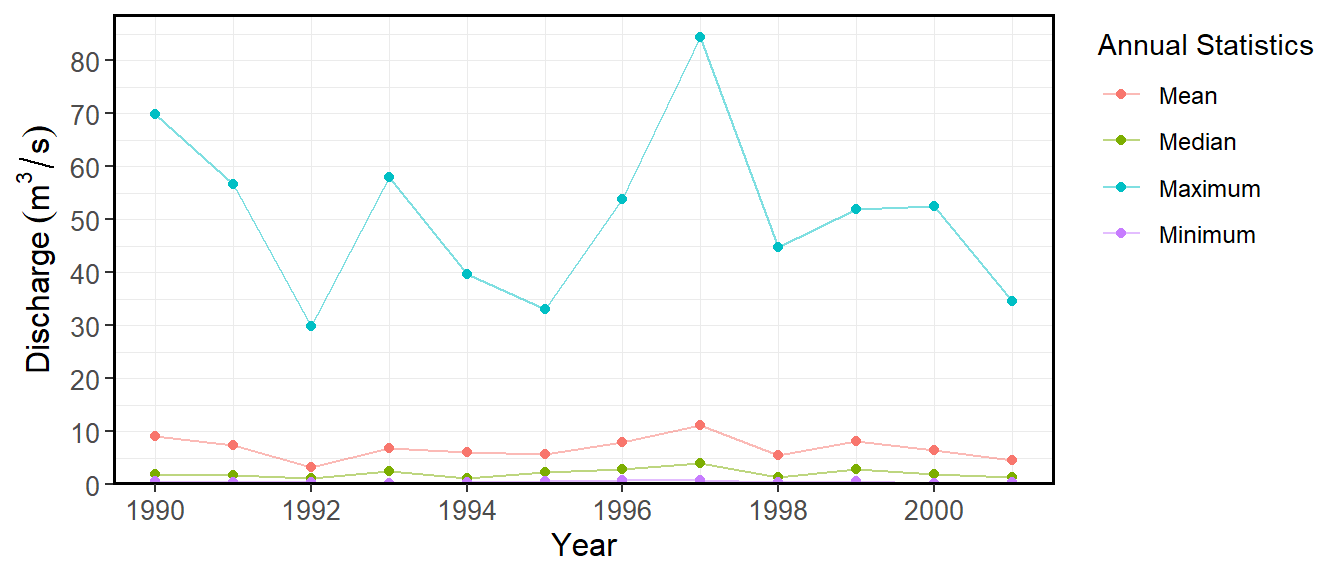 Discharge (m³/s)
80
70
60
50
40
30
20
10
0
1990 1992 1994 1996 1998 2000
Year
Annual Statistics
Mean
Median
Maximum
Minimum